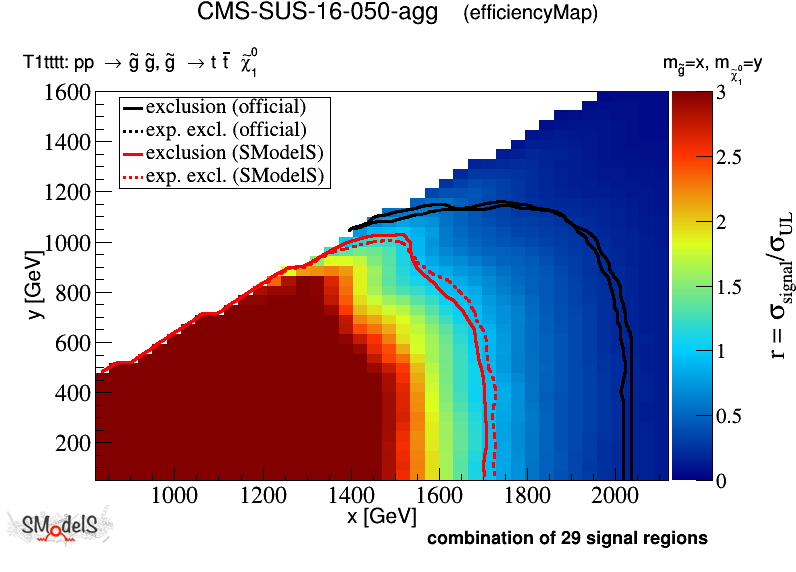 CMS-SUS-16-050-agg (efficiencyMap)
T1tttt: pp → g̃ g̃, g̃ → t t̄ χ̃₁⁰
m_g̃=x, m_χ̃₁⁰=y
exclusion (official)
exp. excl. (official)
exclusion (SModelS)
exp. excl. (SModelS)
1600
1400
1200
1000
800
600
400
200
y [GeV]
1000 1200 1400 1600 1800 2000
x [GeV]
3
2.5
2
1.5
1
0.5
0
r = σ_signal/σ_UL
SModelS
combination of 29 signal regions